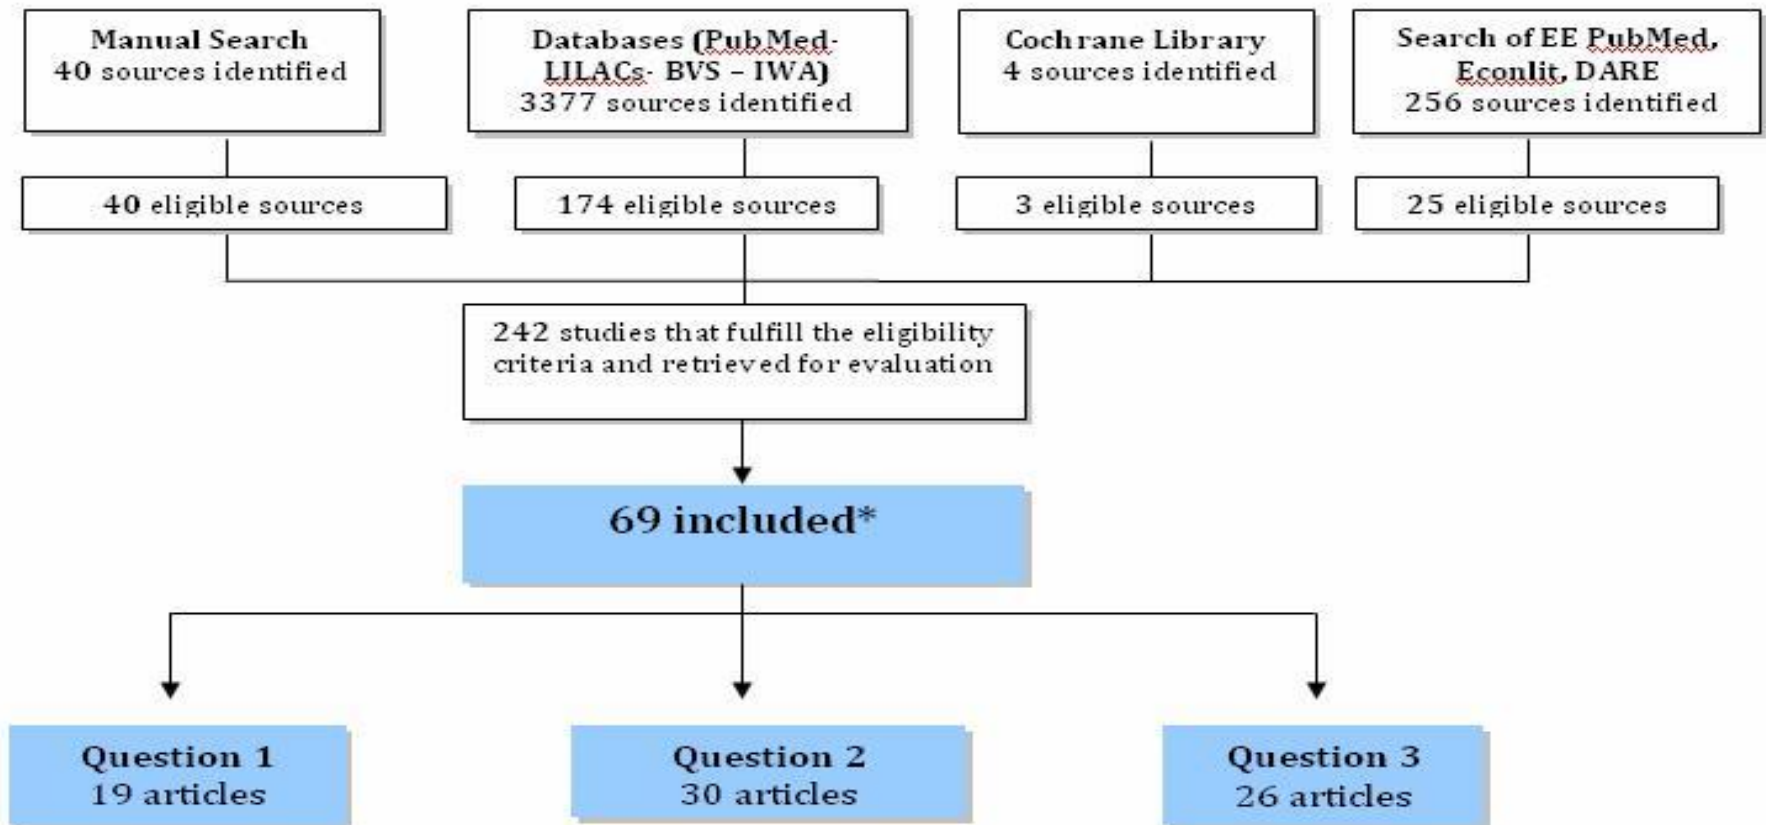 Manual Search
40 sources identified
Databases (PubMed-
LILACs- BVS – IWA)
3377 sources identified
Cochrane Library
4 sources identified
Search of EE PubMed,
Econlit, DARE
256 sources identified
40 eligible sources
174 eligible sources
3 eligible sources
25 eligible sources
242 studies that fulfill the eligibility
criteria and retrieved for evaluation
69 included*
Question 1
19 articles
Question 2
30 articles
Question 3
26 articles